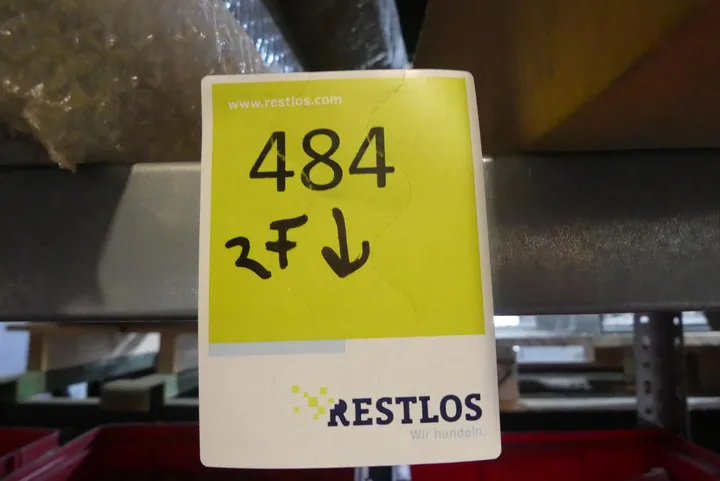 www.restlos.com
484
2F ↓
RESTLOS
Wir handeln.